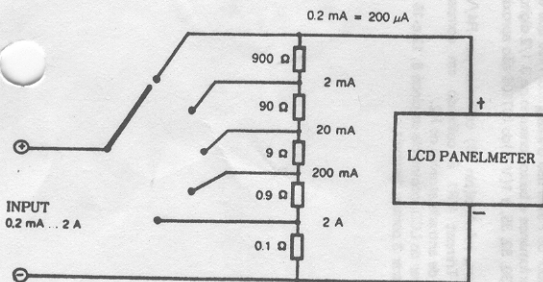 0.2 mA = 200 μA
900 Ω
2 mA
90 Ω
20 mA
+
9 Ω
LCD PANELMETER
200 mA
INPUT
0,2 mA ... 2 A
0.9 Ω
2 A
−
0.1 Ω